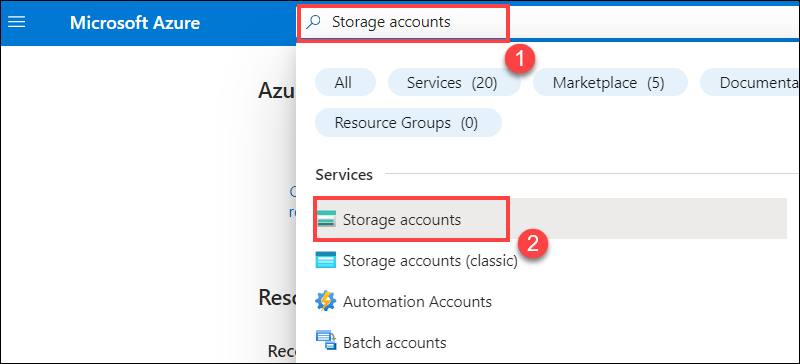 Microsoft Azure
Storage accounts
1
All
Services (20)
Marketplace (5)
Documenta
Resource Groups (0)
Azu
Services
Storage accounts
2
Storage accounts (classic)
Automation Accounts
Batch accounts
C
re
Reso
Rece